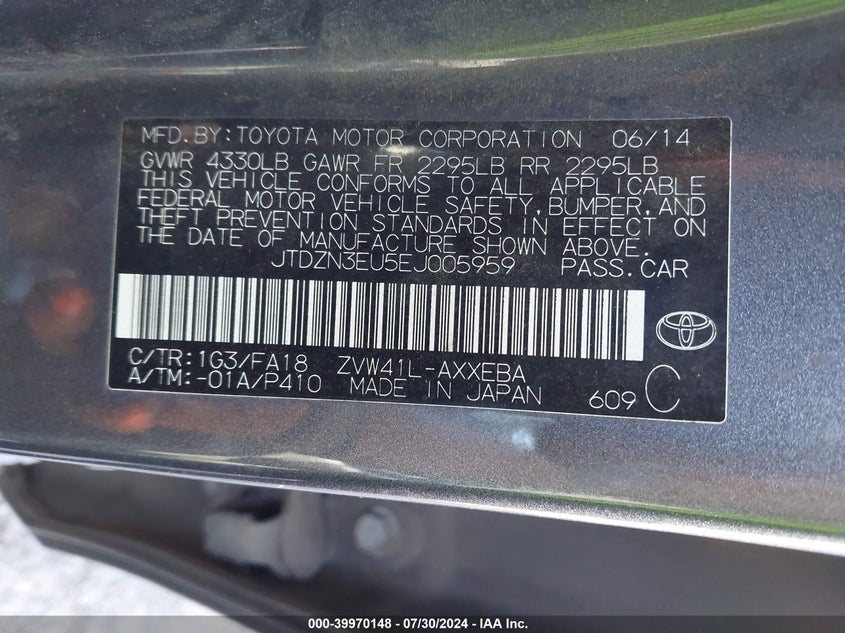 MFD.BY:TOYOTA MOTOR CORPORATION 06/14
GVWR 4330LB GAWR FR 2295LB RR 2295LB
THIS VEHICLE CONFORMS TO ALL APPLICABLE
FEDERAL MOTOR VEHICLE SAFETY,BUMPER,AND
THEFT PREVENTION STANDARDS IN EFFECT ON
THE DATE OF MANUFACTURE SHOWN ABOVE.
JTDZN3EU5EJ005959 PASS.CAR
C/TR:1G3/FA18 ZVW41L-AXXEBA
A/TM:-01A/P410 MADE IN JAPAN 609 C
000-39970148 - 07/30/2024 - IAA Inc.